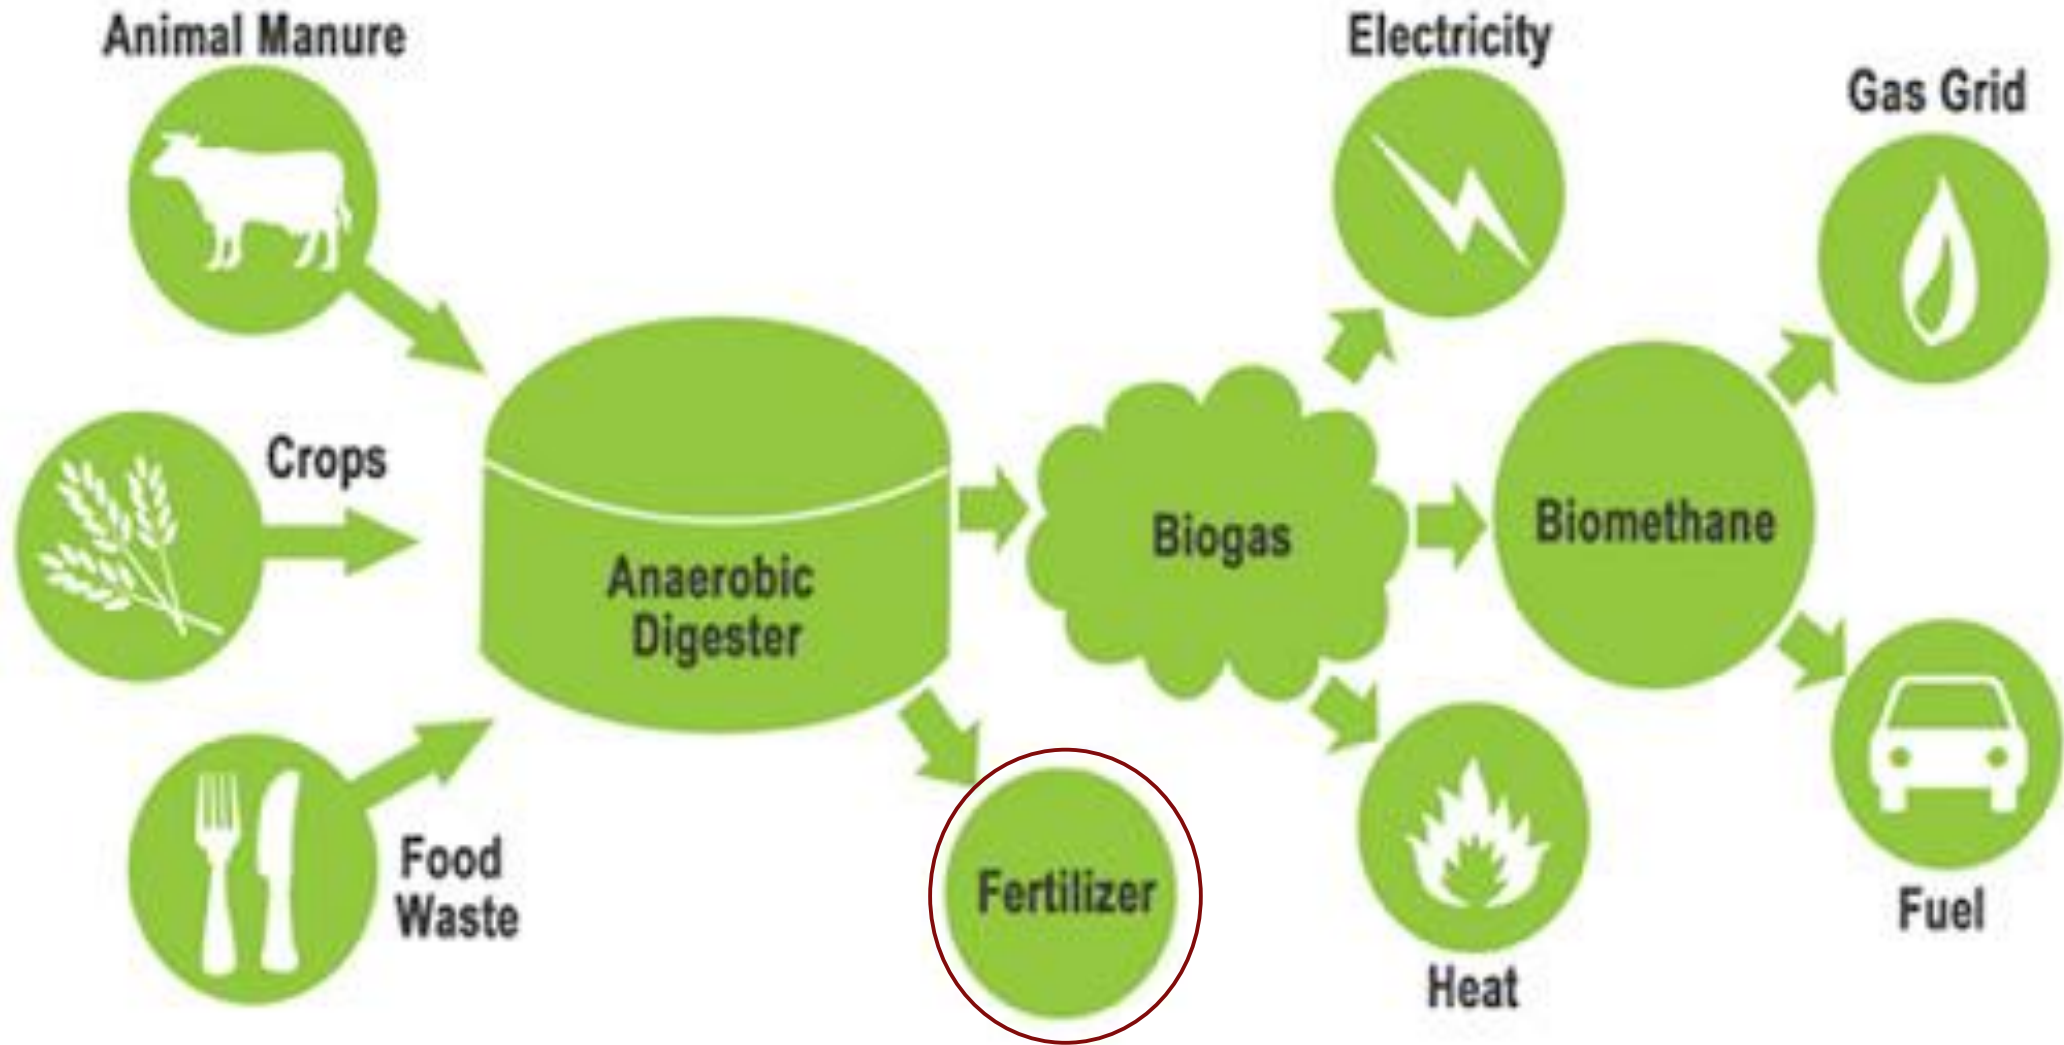 Animal Manure
Electricity
Gas Grid
Crops
Anaerobic
Digester
Biogas
Biomethane
Food
Waste
Fertilizer
Heat
Fuel